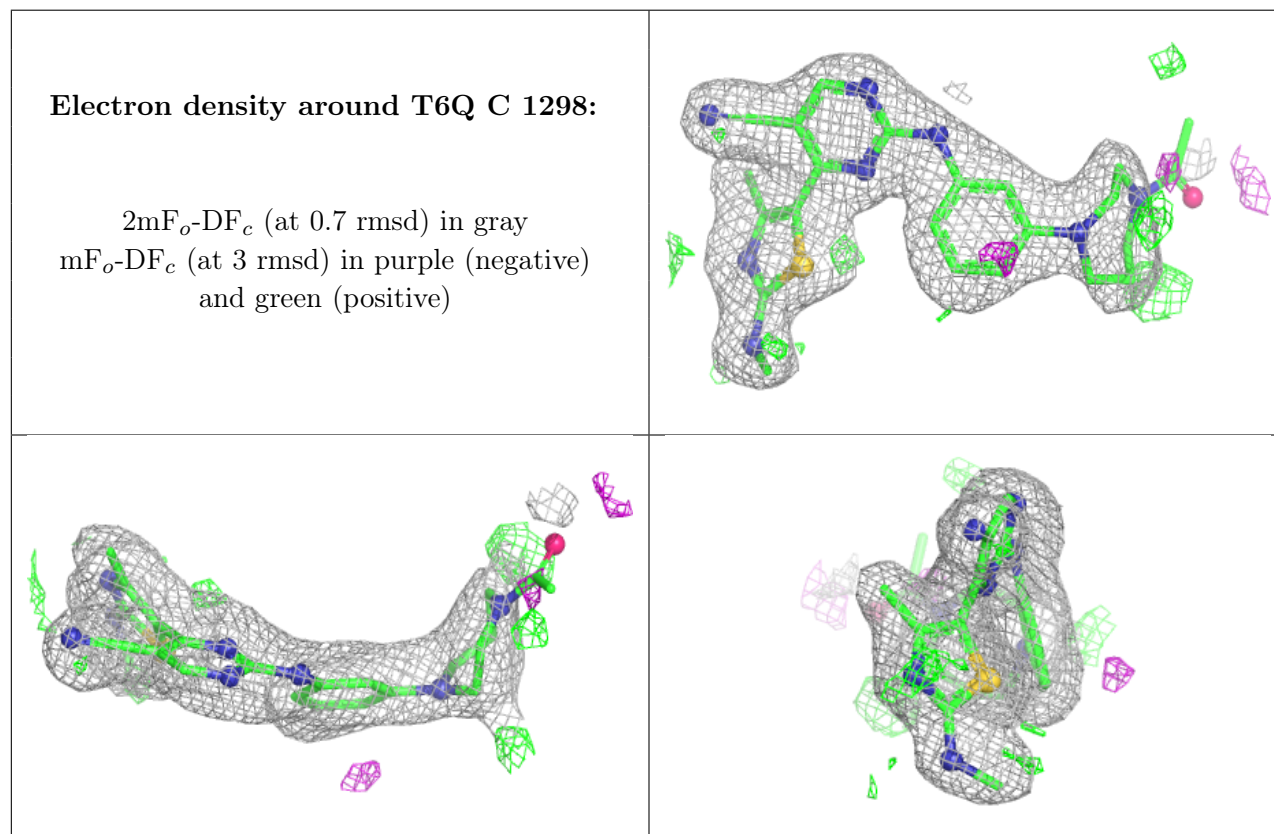 Electron density around T6Q C 1298:
2mFₒ-DF𝒸 (at 0.7 rmsd) in gray
mFₒ-DF𝒸 (at 3 rmsd) in purple (negative)
and green (positive)